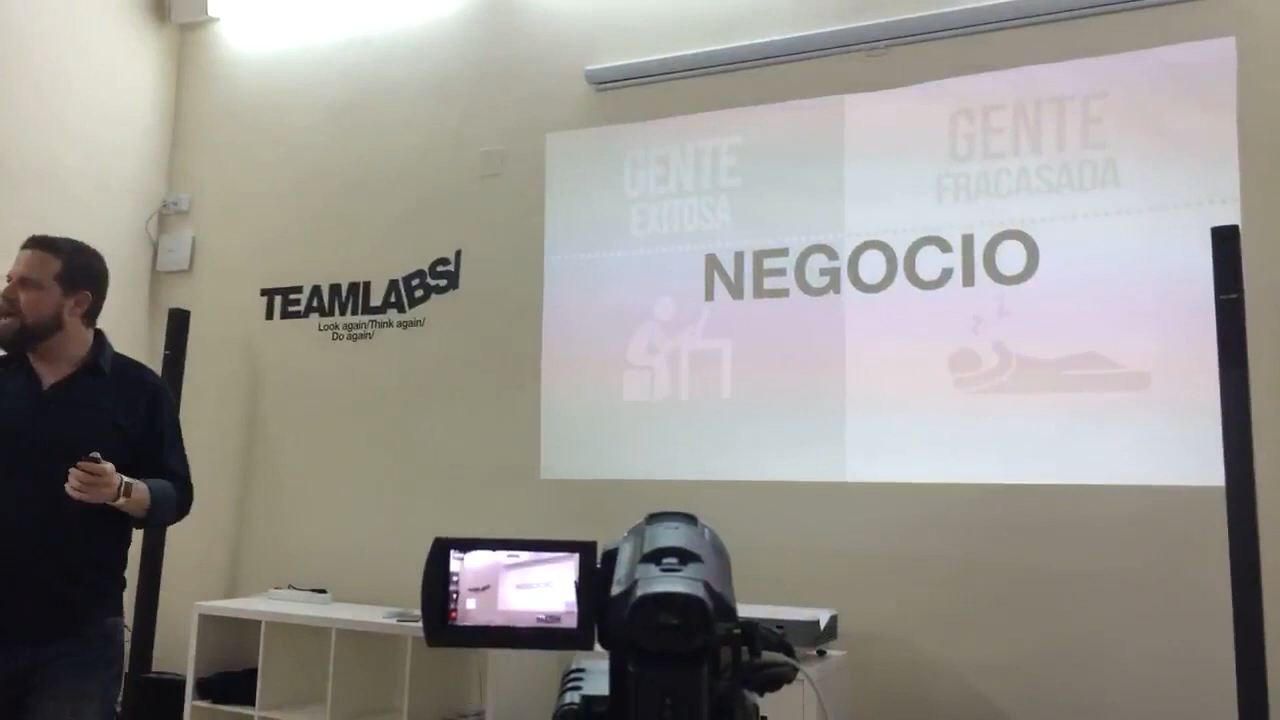 TEAMLABS/
Look again/Think again/
Do again/
GENTE
EXITOSA
GENTE
FRACASADA
NEGOCIO
z
z